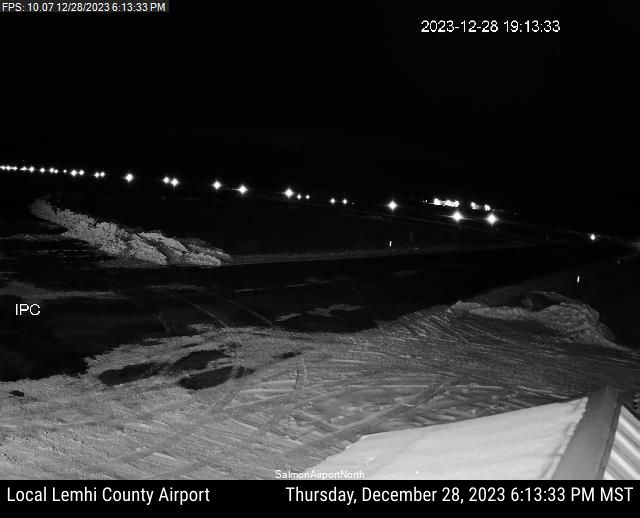 FPS: 10.07 12/28/2023 6:13:33 PM
2023-12-28 19:13:33
IPC
SalmonAirportNorth
Local Lemhi County Airport
Thursday, December 28, 2023 6:13:33 PM MST